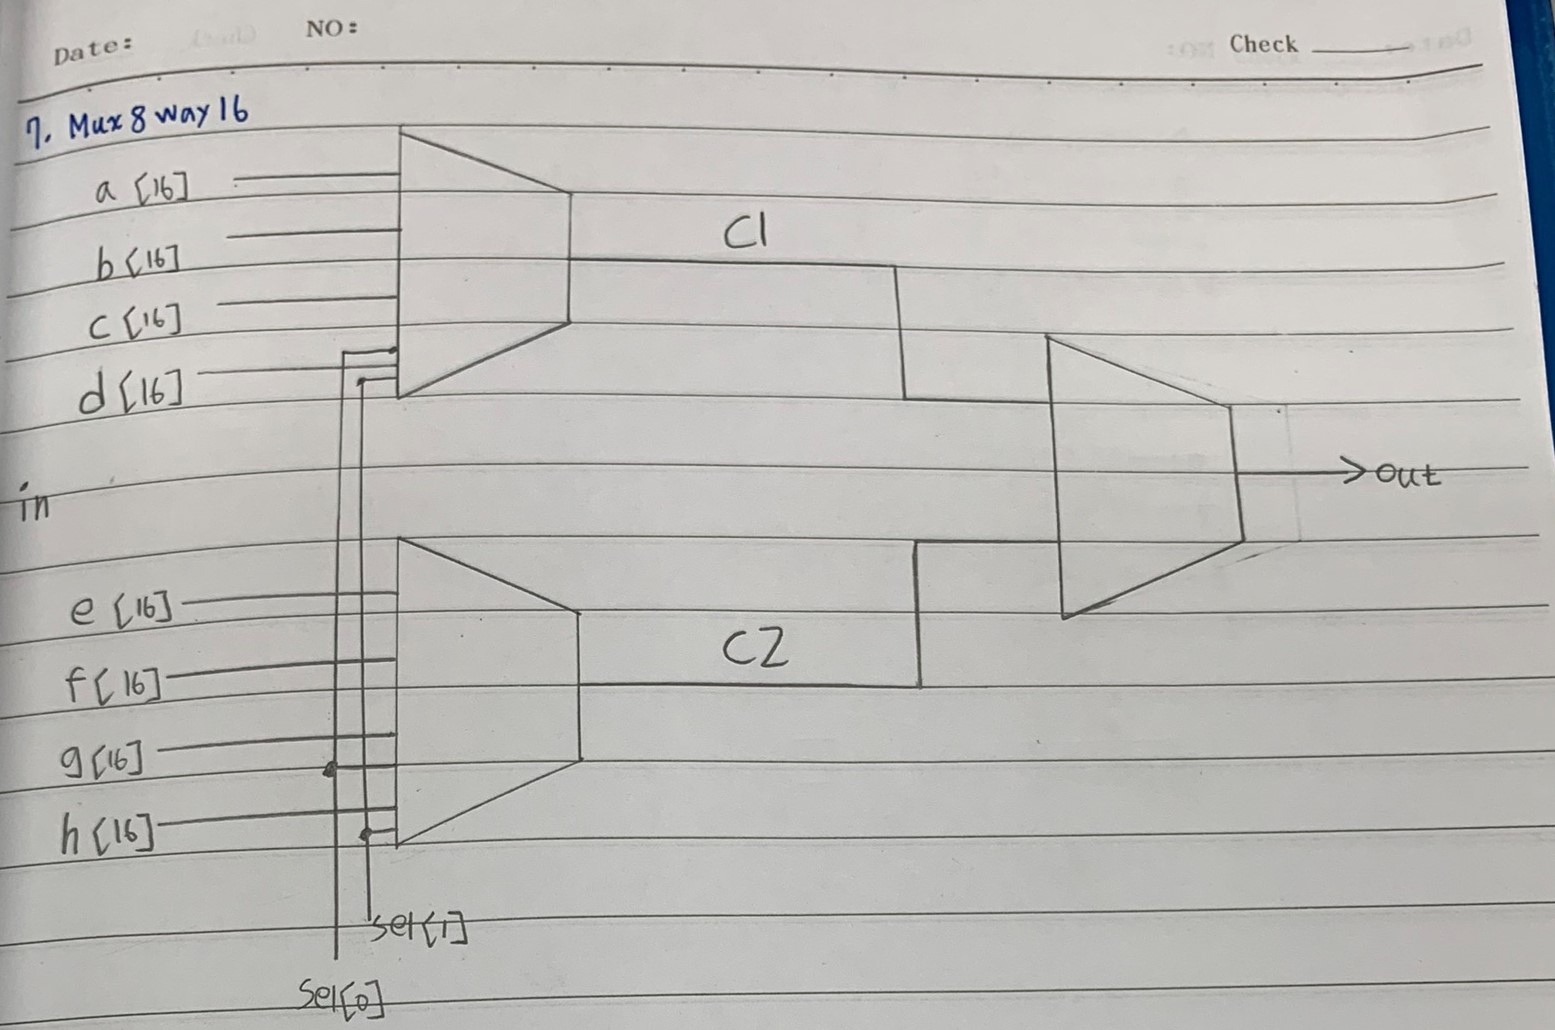 Date:
NO:
Check
7. Mux 8 way 16
a [16]
b [16]
C1
c [16]
d [16]
in
out
e [16]
C2
f [16]
g [16]
h [16]
sel[1]
sel[0]